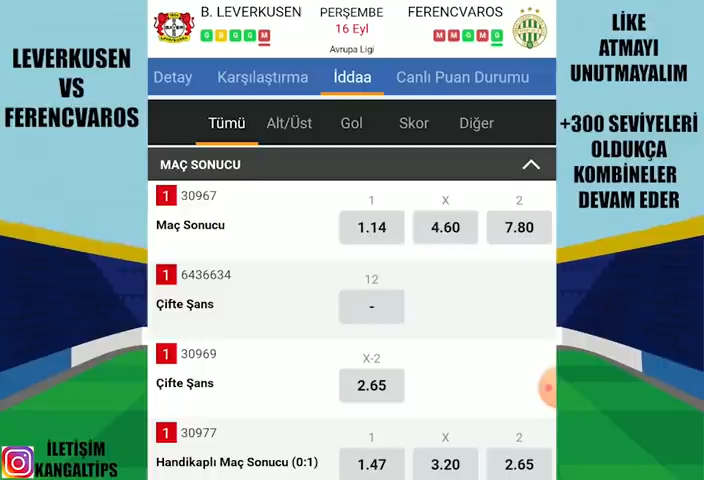 LEVERKUSEN
VS
FERENCVAROS
B. LEVERKUSEN
G B G G M
PERŞEMBE
16 Eyl
Avrupa Ligi
FERENCVAROS
M M G M G
LİKE
ATMAYI
UNUTMAYALIM
+300 SEVİYELERİ
OLDUKÇA
KOMBİNELER
DEVAM EDER
Detay Karşılaştırma İddaa Canlı Puan Durumu
Tümü Alt/Üst Gol Skor Diğer
MAÇ SONUCU
1 30967
Maç Sonucu
1 X 2
1.14 4.60 7.80
1 6436634
Çifte Şans
12
-
1 30969
Çifte Şans
X-2
2.65
1 30977
Handikaplı Maç Sonucu (0:1)
1 X 2
1.47 3.20 2.65
İLETİŞİM
KANGALTİPS